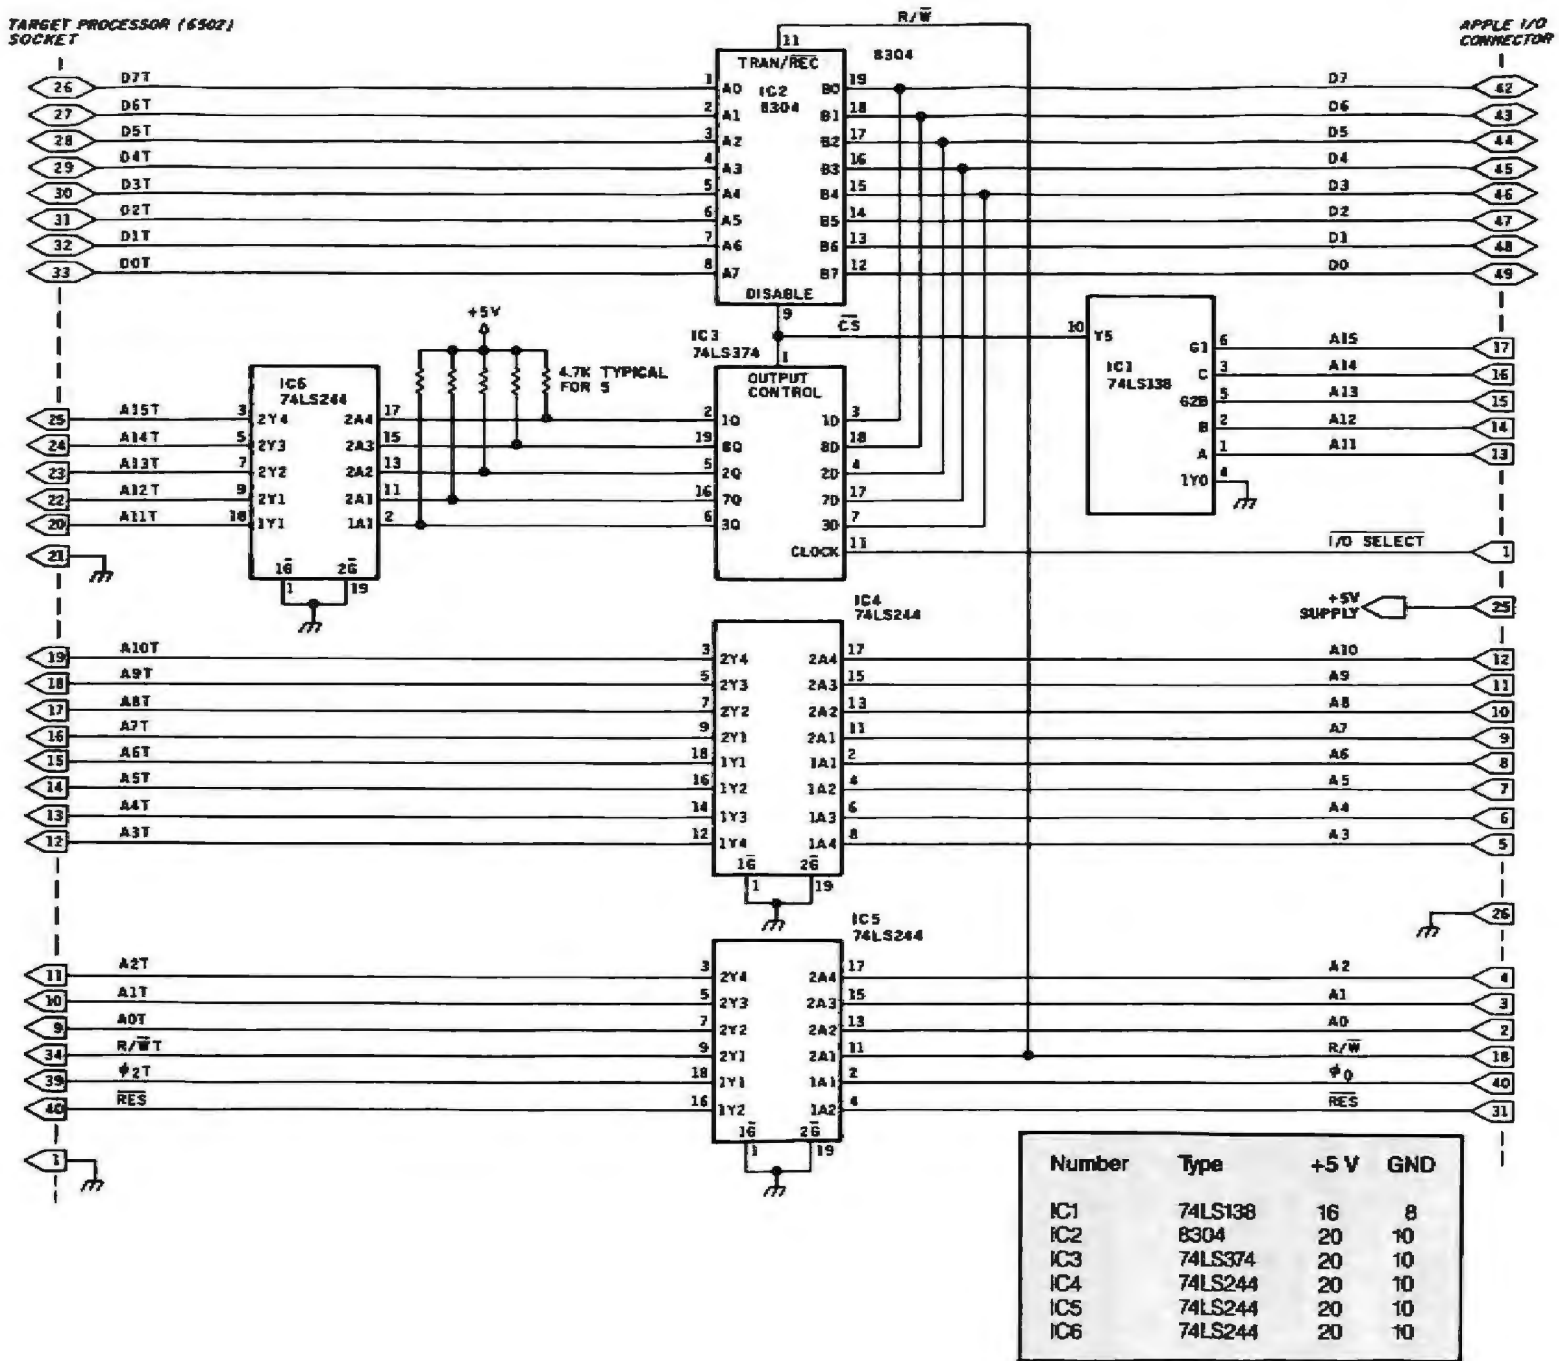 TARGET PROCESSOR (6502)
SOCKET
APPLE I/O
CONNECTOR
R/W̅
11
TRAN/R̅E̅C̅
IC2
8304
8304
26 D7T 1 A0 B0 19 D7 42
27 D6T 2 A1 B1 18 D6 43
28 D5T 3 A2 B2 17 D5 44
29 D4T 4 A3 B3 16 D4 45
30 D3T 5 A4 B4 15 D3 46
31 D2T 6 A5 B5 14 D2 47
32 D1T 7 A6 B6 13 D1 48
33 D0T 8 A7 B7 12 D0 49
DISABLE
9
C̅S̅
10 Y5
IC1
74LS138
G1 6 A15 17
C 3 A14 16
G2B 5 A13 15
B 2 A12 14
A 1 A11 13
1Y0 4
+5V
4.7K TYPICAL
FOR 5
IC3
74LS374
1
OUTPUT
CONTROL
IC6
74LS244
25 A15T 3 2Y4 2A4 17 2 1Q 1D 3
24 A14T 5 2Y3 2A3 15 19 8Q 8D 18
23 A13T 7 2Y2 2A2 13 5 2Q 2D 4
22 A12T 9 2Y1 2A1 11 16 7Q 7D 17
20 A11T 18 1Y1 1A1 2 6 3Q 3D 7
CLOCK 11 I̅/̅O̅ S̅E̅L̅E̅C̅T̅ 1
21
1G̅ 2G̅
1 19
+5V
SUPPLY
25
IC4
74LS244
19 A10T 3 2Y4 2A4 17 A10 12
18 A9T 5 2Y3 2A3 15 A9 11
17 A8T 7 2Y2 2A2 13 A8 10
16 A7T 9 2Y1 2A1 11 A7 9
15 A6T 18 1Y1 1A1 2 A6 8
14 A5T 16 1Y2 1A2 4 A5 7
13 A4T 14 1Y3 1A3 6 A4 6
12 A3T 12 1Y4 1A4 8 A3 5
1G̅ 2G̅
1 19
26
IC5
74LS244
11 A2T 3 2Y4 2A4 17 A2 4
10 A1T 5 2Y3 2A3 15 A1 3
9 A0T 7 2Y2 2A2 13 A0 2
34 R/W̅T 9 2Y1 2A1 11 R/W̅ 18
39 ϕ2T 18 1Y1 1A1 2 ϕ0 40
40 R̅E̅S̅ 16 1Y2 1A2 4 R̅E̅S̅ 31
1G̅ 2G̅
1 19
1
Number Type +5 V GND
IC1 74LS138 16 8
IC2 8304 20 10
IC3 74LS374 20 10
IC4 74LS244 20 10
IC5 74LS244 20 10
IC6 74LS244 20 10